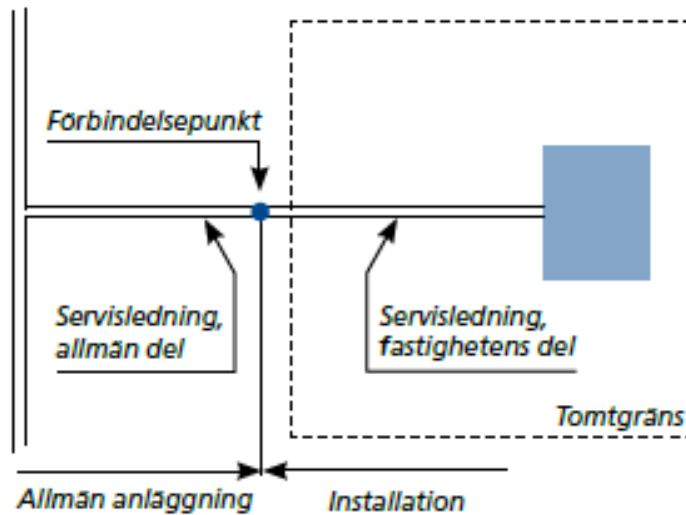 Förbindelsepunkt
Servisledning,
allmän del
Servisledning,
fastighetens del
Tomtgräns
Allmän anläggning
Installation